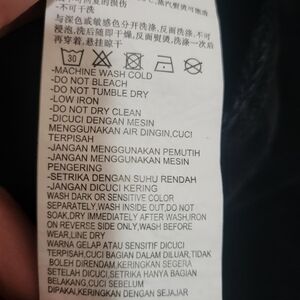 -不可干洗
与深色或敏感色分开洗涤,反面洗涤,不可
浸泡,洗后随即干燥,反面熨烫,洗涤一次后
再穿着,悬挂晾干
30
-MACHINE WASH COLD
-DO NOT BLEACH
-DO NOT TUMBLE DRY
-LOW IRON
-DO NOT DRY CLEAN
-DICUCI DENGAN MESIN
MENGGUNAKAN AIR DINGIN,CUCI
TERPISAH
-JANGAN MENGGUNAKAN PEMUTIH
-JANGAN MENGGUNAKAN MESIN
PENGERING
-SETRIKA DENGAN SUHU RENDAH
-JANGAN DICUCI KERING
WASH DARK OR SENSITIVE COLOR
SEPARATELY,WASH INSIDE OUT,DO NOT
SOAK,DRY IMMEDIATELY AFTER WASH,IRON
ON REVERSE SIDE ONLY,WASH BEFORE
WEAR,LINE DRY
WARNA GELAP ATAU SENSITIF DICUCI
TERPISAH,CUCI BAGIAN DALAM DILUAR,TIDAK
BOLEH DIRENDAM,KERINGKAN SEGERA
SETELAH DICUCI,SETRIKA HANYA BAGIAN
BELAKANG,CUCI SEBELUM
DIPAKAI,KERINGKAN DENGAN SEJAJAR